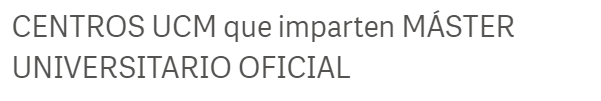 CENTROS UCM que imparten MÁSTER
UNIVERSITARIO OFICIAL